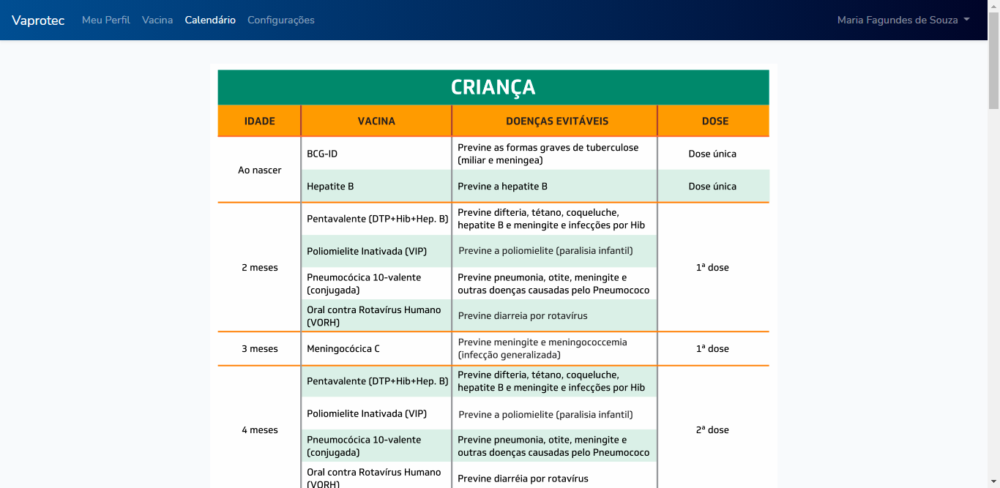 Vaprotec Meu Perfil Vacina Calendário Configurações Maria Fagundes de Souza
CRIANÇA
IDADE VACINA DOENÇAS EVITÁVEIS DOSE
Ao nascer
BCG-ID
Previne as formas graves de tuberculose
(miliar e meningea)
Dose única
Hepatite B
Previne a hepatite B
Dose única
2 meses
Pentavalente (DTP+Hib+Hep. B)
Previne difteria, tétano, coqueluche,
hepatite B e meningite e infecções por Hib
Poliomielite Inativada (VIP)
Previne a poliomielite (paralisia infantil)
Pneumocócica 10-valente
(conjugada)
Previne pneumonia, otite, meningite e
outras doenças causadas pelo Pneumococo
Oral contra Rotavírus Humano
(VORH)
Previne diarreia por rotavírus
1ª dose
3 meses
Meningocócica C
Previne meningite e meningococcemia
(infecção generalizada)
1ª dose
4 meses
Pentavalente (DTP+Hib+Hep. B)
Previne difteria, tétano, coqueluche,
hepatite B e meningite e infecções por Hib
Poliomielite Inativada (VIP)
Previne a poliomielite (paralisia infantil)
Pneumocócica 10-valente
(conjugada)
Previne pneumonia, otite, meningite e
outras doenças causadas pelo Pneumococo
Oral contra Rotavírus Humano
(VORH)
Previne diarréia por rotavírus
2ª dose